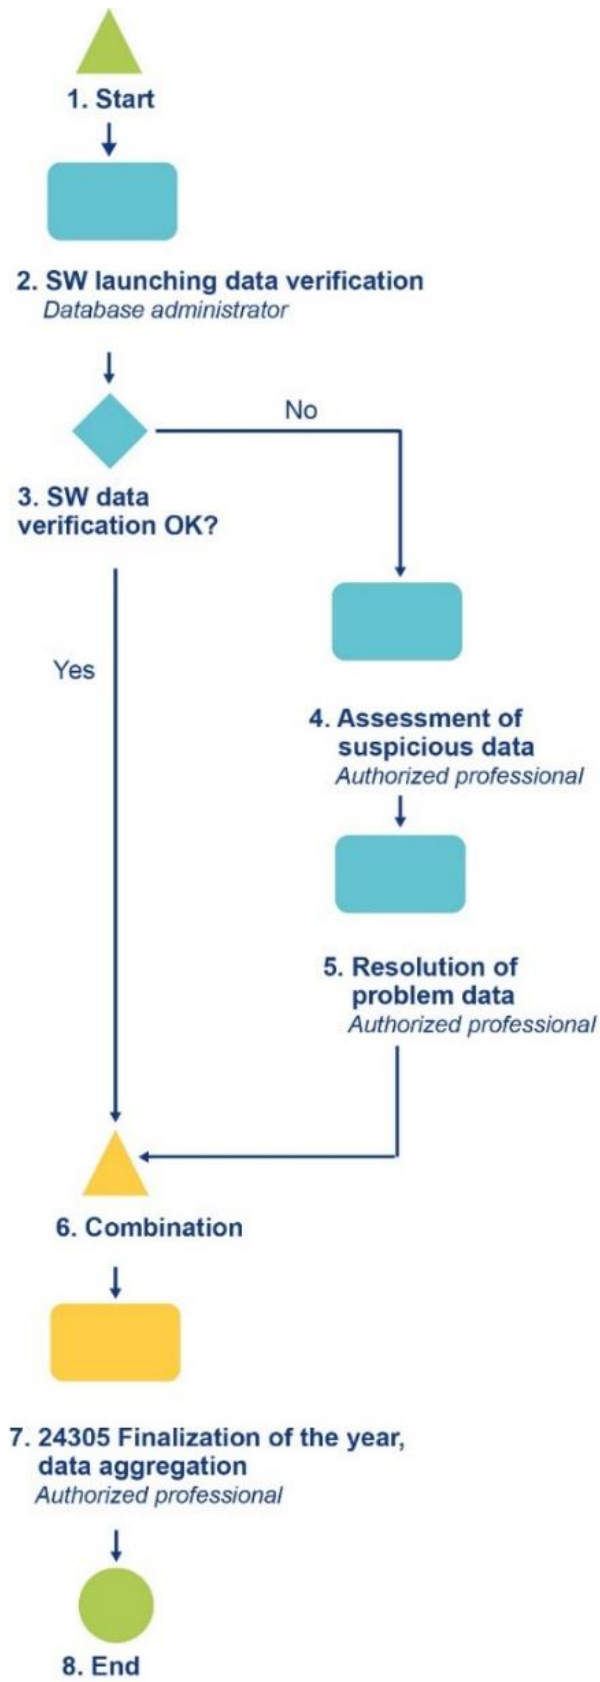 1. Start
2. SW launching data verification
Database administrator
No
3. SW data
verification OK?
Yes
4. Assessment of
suspicious data
Authorized professional
5. Resolution of
problem data
Authorized professional
6. Combination
7. 24305 Finalization of the year,
data aggregation
Authorized professional
8. End